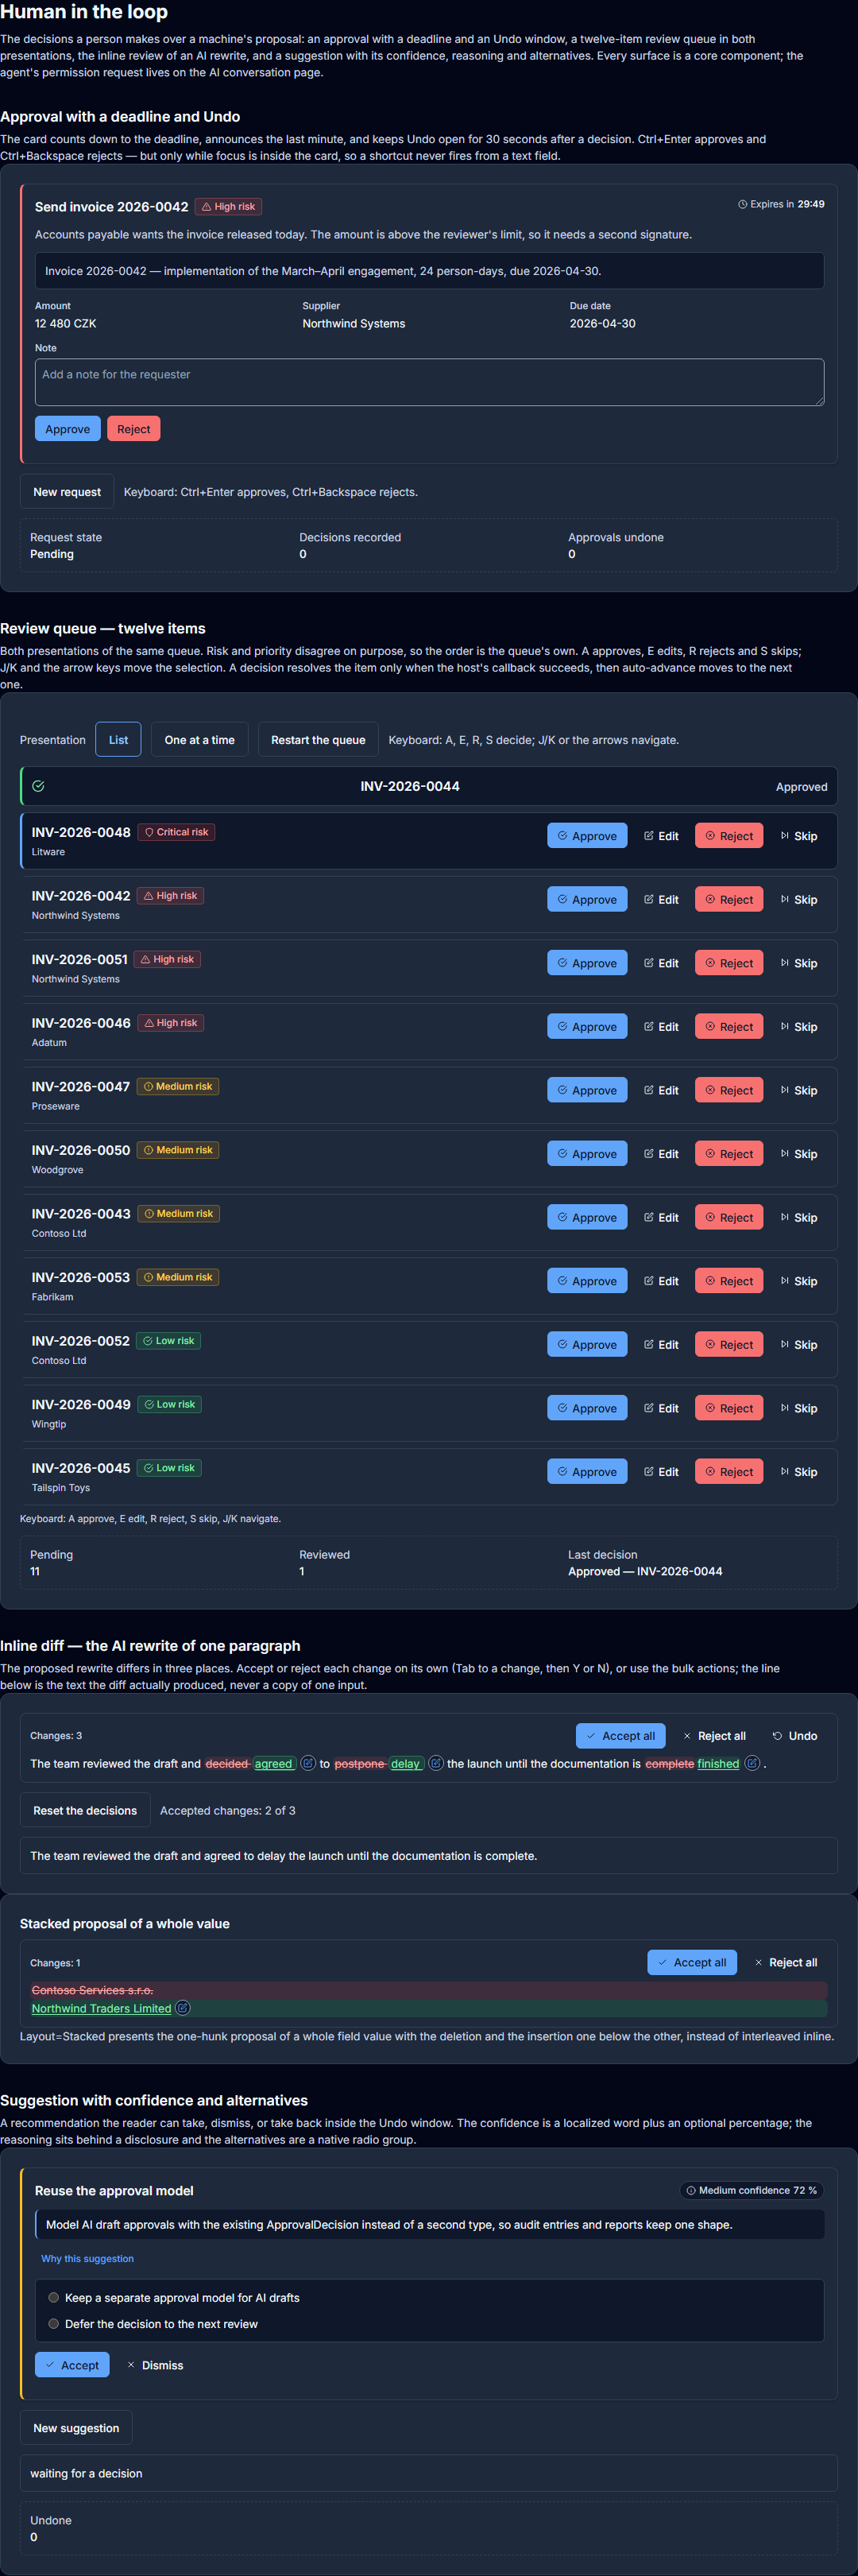 Human in the loop
The decisions a person makes over a machine's proposal: an approval with a deadline and an Undo window, a twelve-item review queue in both
presentations, the inline review of an AI rewrite, and a suggestion with its confidence, reasoning and alternatives. Every surface is a core component; the
agent's permission request lives on the AI conversation page.
Approval with a deadline and Undo
The card counts down to the deadline, announces the last minute, and keeps Undo open for 30 seconds after a decision. Ctrl+Enter approves and
Ctrl+Backspace rejects — but only while focus is inside the card, so a shortcut never fires from a text field.
Send invoice 2026-0042 High risk Expires in 29:49
Accounts payable wants the invoice released today. The amount is above the reviewer's limit, so it needs a second signature.
Invoice 2026-0042 — implementation of the March–April engagement, 24 person-days, due 2026-04-30.
Amount Supplier Due date
12 480 CZK Northwind Systems 2026-04-30
Note
Add a note for the requester
Approve Reject
New request Keyboard: Ctrl+Enter approves, Ctrl+Backspace rejects.
Request state Decisions recorded Approvals undone
Pending 0 0
Review queue — twelve items
Both presentations of the same queue. Risk and priority disagree on purpose, so the order is the queue's own. A approves, E edits, R rejects and S skips;
J/K and the arrow keys move the selection. A decision resolves the item only when the host's callback succeeds, then auto-advance moves to the next
one.
Presentation List One at a time Restart the queue Keyboard: A, E, R, S decide; J/K or the arrows navigate.
INV-2026-0044 Approved
INV-2026-0048 Critical risk Approve Edit Reject Skip
Litware
INV-2026-0042 High risk Approve Edit Reject Skip
Northwind Systems
INV-2026-0051 High risk Approve Edit Reject Skip
Northwind Systems
INV-2026-0046 High risk Approve Edit Reject Skip
Adatum
INV-2026-0047 Medium risk Approve Edit Reject Skip
Proseware
INV-2026-0050 Medium risk Approve Edit Reject Skip
Woodgrove
INV-2026-0043 Medium risk Approve Edit Reject Skip
Contoso Ltd
INV-2026-0053 Medium risk Approve Edit Reject Skip
Fabrikam
INV-2026-0052 Low risk Approve Edit Reject Skip
Contoso Ltd
INV-2026-0049 Low risk Approve Edit Reject Skip
Wingtip
INV-2026-0045 Low risk Approve Edit Reject Skip
Tailspin Toys
Keyboard: A approve, E edit, R reject, S skip, J/K navigate.
Pending Reviewed Last decision
11 1 Approved — INV-2026-0044
Inline diff — the AI rewrite of one paragraph
The proposed rewrite differs in three places. Accept or reject each change on its own (Tab to a change, then Y or N), or use the bulk actions; the line
below is the text the diff actually produced, never a copy of one input.
Changes: 3 Accept all Reject all Undo
The team reviewed the draft and decided agreed to postpone delay the launch until the documentation is complete finished .
Reset the decisions Accepted changes: 2 of 3
The team reviewed the draft and agreed to delay the launch until the documentation is complete.
Stacked proposal of a whole value
Changes: 1 Accept all Reject all
Contoso Services s.r.o.
Northwind Traders Limited
Layout=Stacked presents the one-hunk proposal of a whole field value with the deletion and the insertion one below the other, instead of interleaved inline.
Suggestion with confidence and alternatives
A recommendation the reader can take, dismiss, or take back inside the Undo window. The confidence is a localized word plus an optional percentage; the
reasoning sits behind a disclosure and the alternatives are a native radio group.
Reuse the approval model Medium confidence 72 %
Model AI draft approvals with the existing ApprovalDecision instead of a second type, so audit entries and reports keep one shape.
Why this suggestion
Keep a separate approval model for AI drafts
Defer the decision to the next review
Accept Dismiss
New suggestion
waiting for a decision
Undone
0